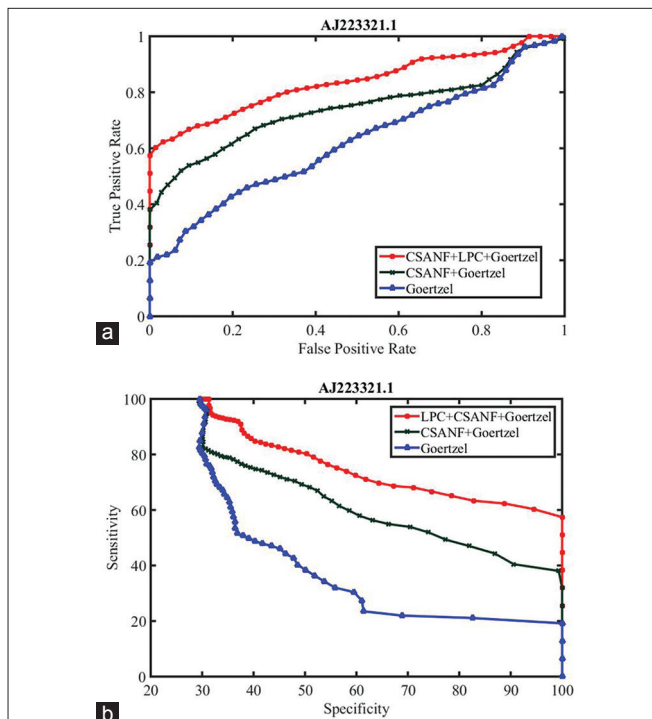 AJ223321.1
1
0.8
0.6
0.4
0.2
0
True Pasitive Rate
CSANF+LPC+Goertzel
CSANF+Goertzel
Goertzel
0
0.2
0.4
0.6
0.8
1
False Positive Rate
a
AJ223321.1
100
80
60
40
20
0
Sensitivity
LPC+CSANF+Goertzel
CSANF+Goertzel
Goertzel
20
30
40
50
60
70
80
90
100
Specificity
b